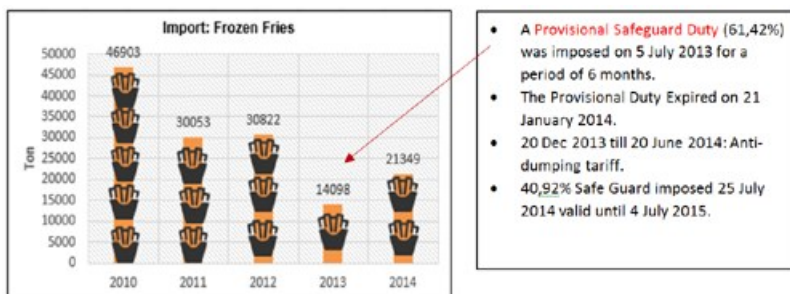 Import: Frozen Fries
50000
45000
40000
35000
30000
25000
20000
15000
10000
5000
0
Ton
46903
30053
30822
14098
21349
2010
2011
2012
2013
2014
• A Provisional Safeguard Duty (61,42%)
was imposed on 5 July 2013 for a
period of 6 months.
• The Provisional Duty Expired on 21
January 2014.
• 20 Dec 2013 till 20 June 2014: Anti-
dumping tariff.
• 40,92% Safe Guard imposed 25 July
2014 valid until 4 July 2015.